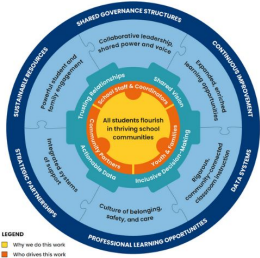 SHARED GOVERNANCE STRUCTURES
CONTINUOUS IMPROVEMENT
DATA SYSTEMS
PROFESSIONAL LEARNING OPPORTUNITIES
STRATEGIC PARTNERSHIPS
SUSTAINABLE RESOURCES
Collaborative leadership,
shared power and voice
Expanded, enriched
learning opportunities
Rigorous,
community-connected
classroom instruction
Culture of belonging,
safety, and care
Integrated systems
of support
Powerful student and
family engagement
Trusting Relationships
Shared Vision
Inclusive Decision-Making
Actionable Data
School Staff & Coordinators
Youth & Families
Community Partners
All students flourish
in thriving school
communities
LEGEND
Why we do this work
Who drives this work